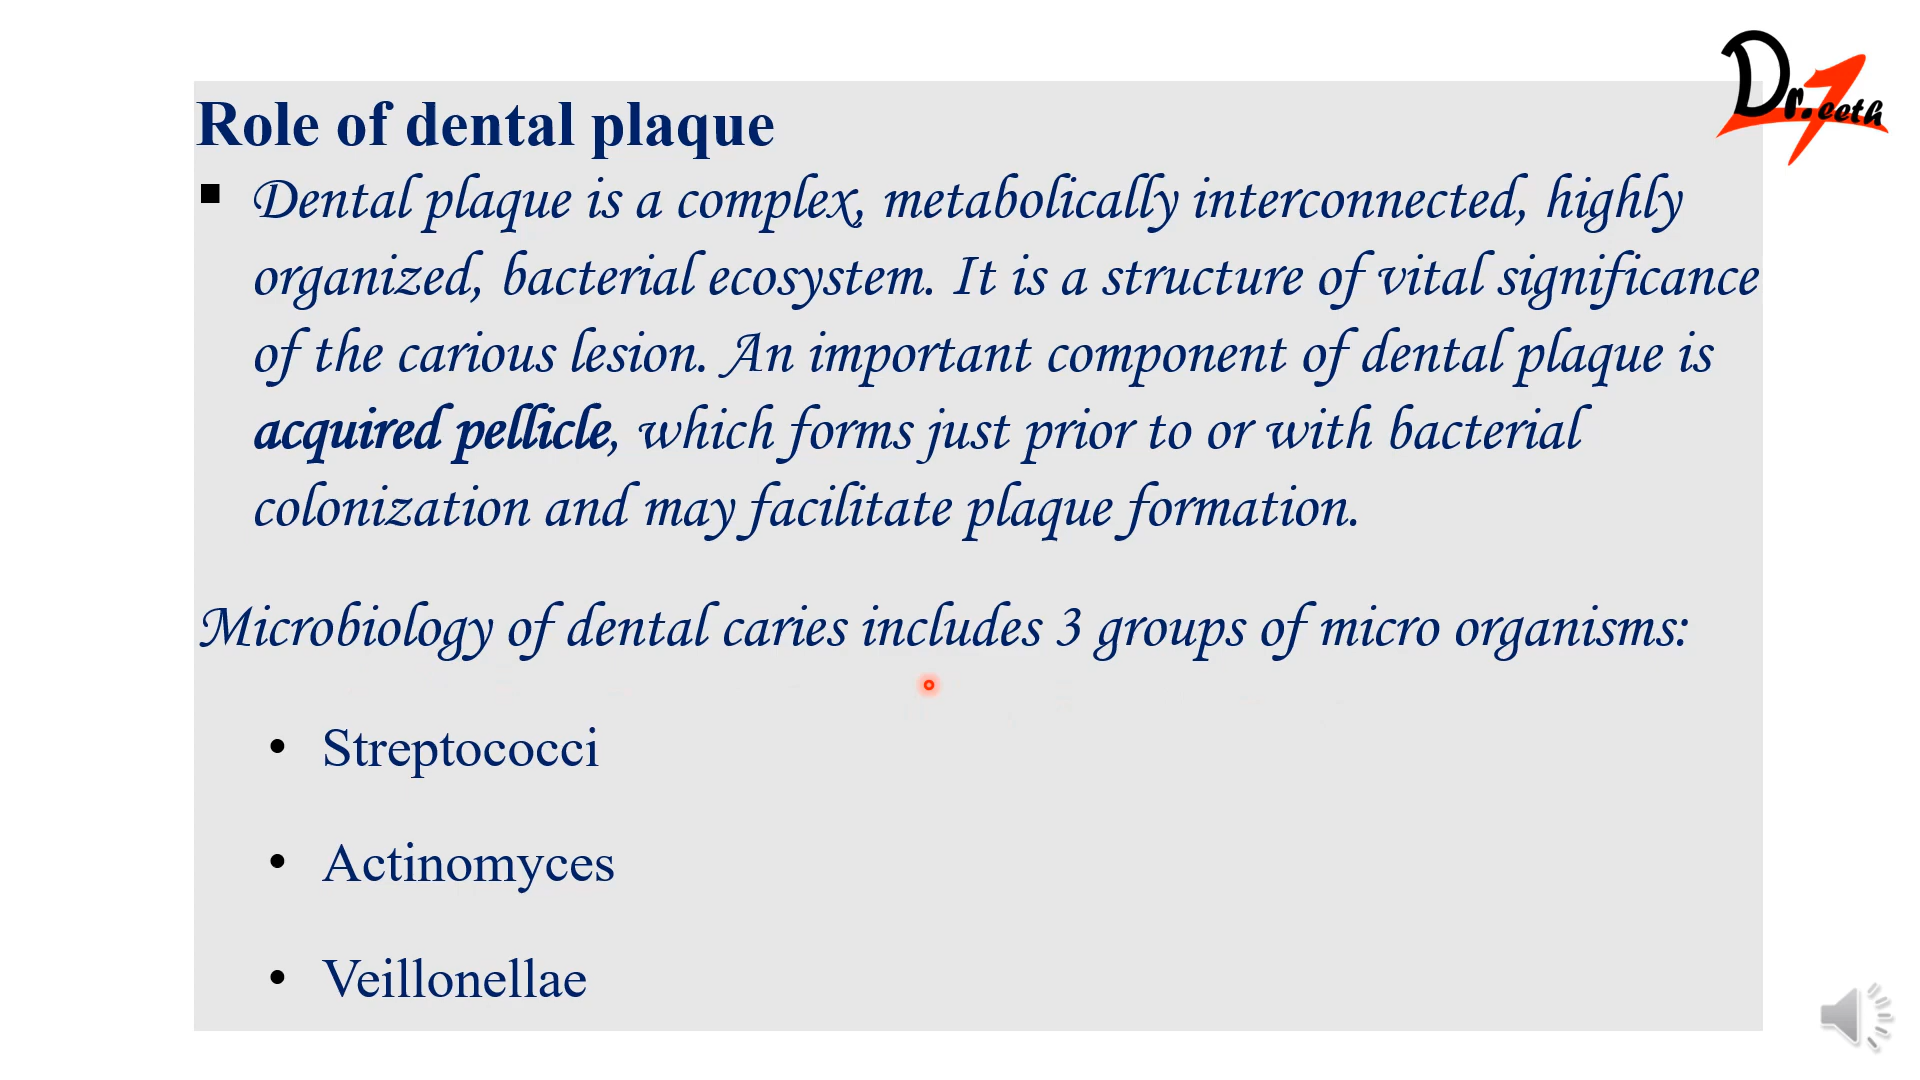 Dr. Teeth
Role of dental plaque
▪ Dental plaque is a complex, metabolically interconnected, highly
organized, bacterial ecosystem. It is a structure of vital significance
of the carious lesion. An important component of dental plaque is
acquired pellicle, which forms just prior to or with bacterial
colonization and may facilitate plaque formation.
Microbiology of dental caries includes 3 groups of micro organisms:
• Streptococci
• Actinomyces
• Veillonellae